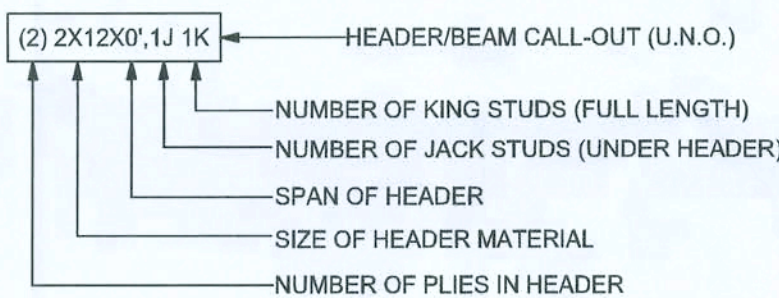 (2) 2X12X0',1J 1K
HEADER/BEAM CALL-OUT (U.N.O.)
NUMBER OF KING STUDS (FULL LENGTH)
NUMBER OF JACK STUDS (UNDER HEADER)
SPAN OF HEADER
SIZE OF HEADER MATERIAL
NUMBER OF PLIES IN HEADER